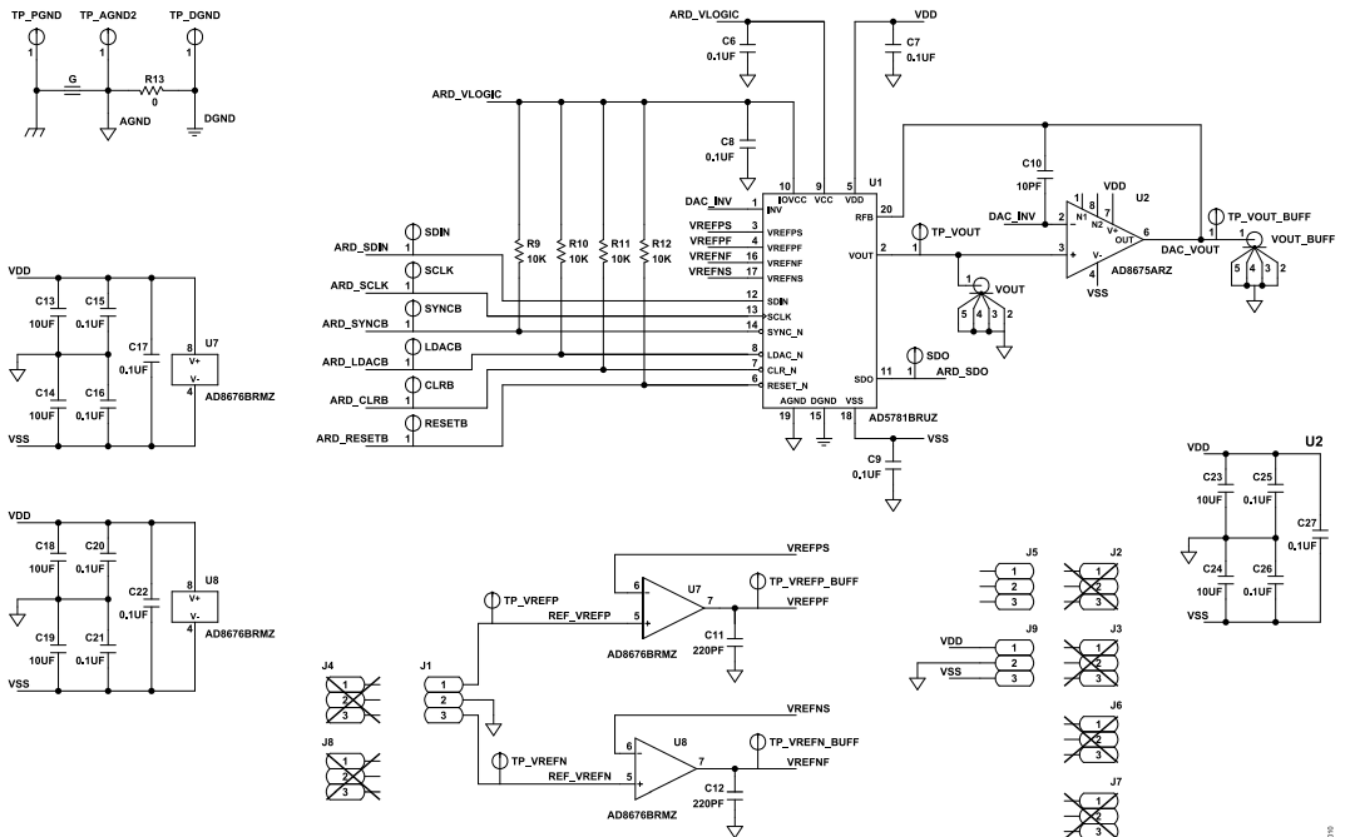 TP_PGND TP_AGND2 TP_DGND
1 1 1
G R13
0
AGND DGND
ARD_VLOGIC VDD
C6
0.1UF
C7
0.1UF
ARD_VLOGIC
C8
0.1UF
R9
10K
R10
10K
R11
10K
R12
10K
SDIN
ARD_SDIN 1
SCLK
ARD_SCLK 1
SYNCB
ARD_SYNCB 1
LDACB
ARD_LDACB 1
CLRB
ARD_CLRB 1
RESETB
ARD_RESETB 1
U1
10 9 5
IOVCC VCC VDD
DAC_INV 1 INV
VREFPS 3 VREFPS
VREFPF 4 VREFPF
VREFNF 16 VREFNF
VREFNS 17 VREFNS
12 SDIN
13 SCLK
14 SYNC_N
8 LDAC_N
7 CLR_N
6 RESET_N
RFB 20
VOUT 2
SDO 11
AGND DGND VSS
19 15 18
AD5781BRUZ
VSS
C9
0.1UF
SDO
1 ARD_SDO
TP_VOUT
1
1 VOUT
5 4 3 2
C10
10PF
DAC_INV
1 8 7 VDD
U2
2 N1 N2 V+
OUT 6
3 V-
4
VSS
AD8675ARZ
DAC_VOUT
TP_VOUT_BUFF
1 1
VOUT_BUFF
5 4 3 2
VDD
C13
10UF
C15
0.1UF
C17
0.1UF
C14
10UF
C16
0.1UF
VSS
U7
8
V+
V-
4
AD8676BRMZ
VDD
C18
10UF
C20
0.1UF
C22
0.1UF
C19
10UF
C21
0.1UF
VSS
U8
8
V+
V-
4
AD8676BRMZ
J4
1
2
3
J8
1
2
3
J1
1
2
3
TP_VREFP
1
REF_VREFP
VREFPS
6
5
U7
7
AD8676BRMZ
TP_VREFP_BUFF
1
VREFPF
C11
220PF
TP_VREFN
1
REF_VREFN
VREFNS
6
5
U8
7
AD8676BRMZ
TP_VREFN_BUFF
1
VREFNF
C12
220PF
J5
1
2
3
J2
1
2
3
J9
VDD 1
2
VSS 3
J3
1
2
3
J6
1
2
3
J7
1
2
3
U2
VDD
C23
10UF
C25
0.1UF
C27
0.1UF
C24
10UF
C26
0.1UF
VSS